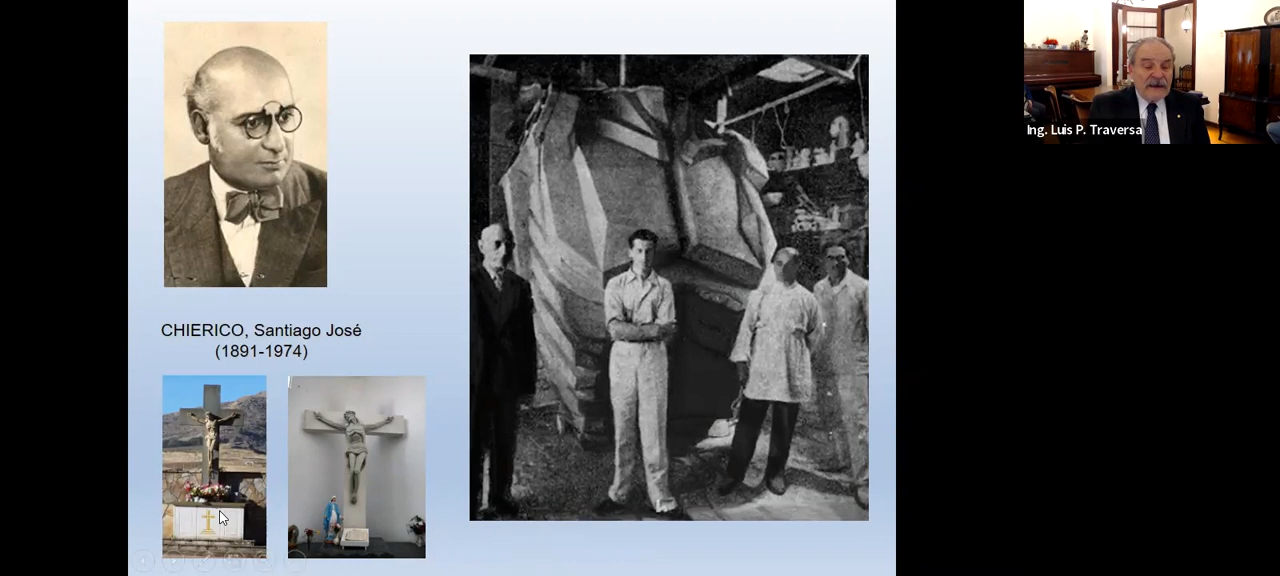 CHIERICO, Santiago José
(1891-1974)
Ing. Luis P. Traversa